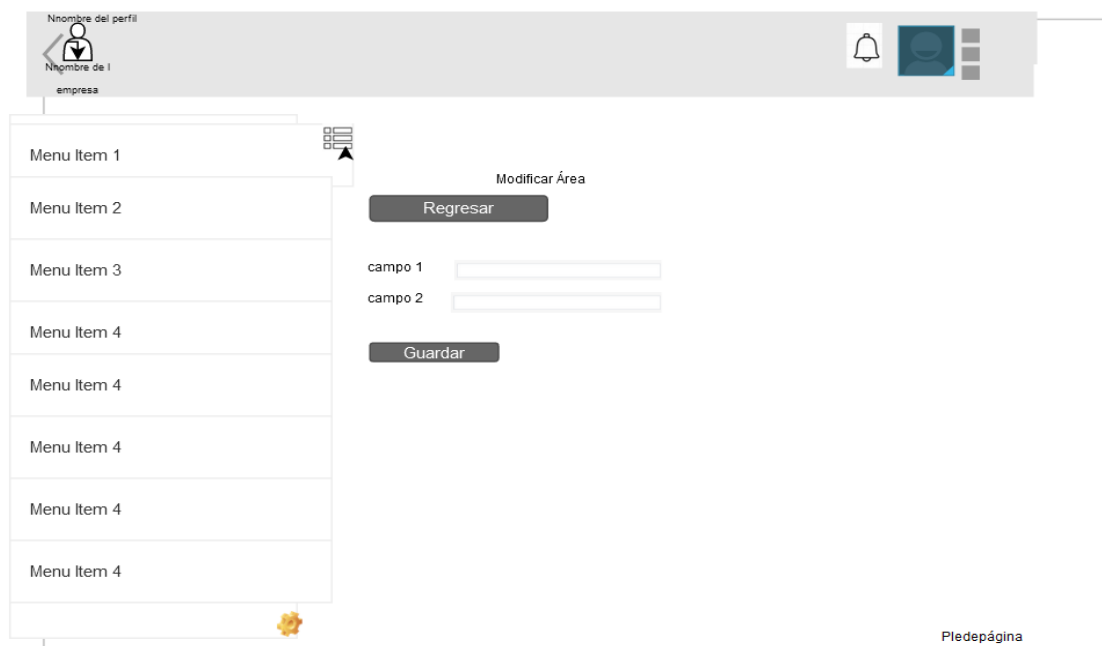 Nnombre del perfil
Nnombre de l
empresa
Menu Item 1
Menu Item 2
Menu Item 3
Menu Item 4
Menu Item 4
Menu Item 4
Menu Item 4
Menu Item 4
Modificar Área
Regresar
campo 1
campo 2
Guardar
PIedepágina